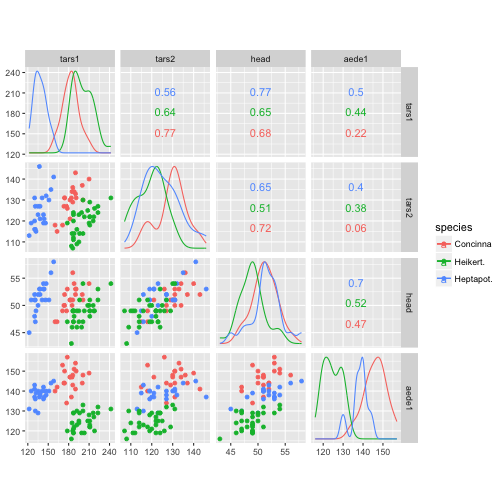 tars1 tars2 head aede1
240
210
180
150
120
0.56 0.77 0.5
0.64 0.65 0.44
0.77 0.68 0.22
tars1
140
130
120
110
0.65 0.4
0.51 0.38
0.72 0.06
tars2
55
50
45
0.7
0.52
0.47
head
150
140
130
120
aede1
120 150 180 210 240 110 120 130 140 45 50 55 120 130 140 150
species
Concinna
Heikert.
Heptapot.